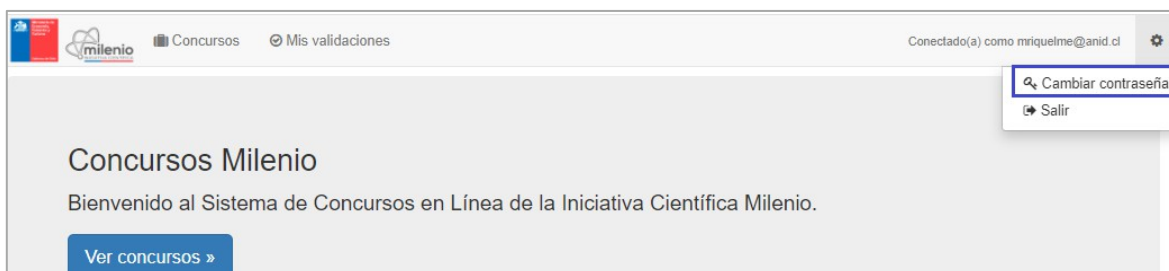 milenio
Concursos
Mis validaciones
Conectado(a) como mriquelme@anid.cl
Cambiar contraseña
Salir
Concursos Milenio
Bienvenido al Sistema de Concursos en Línea de la Iniciativa Científica Milenio.
Ver concursos »